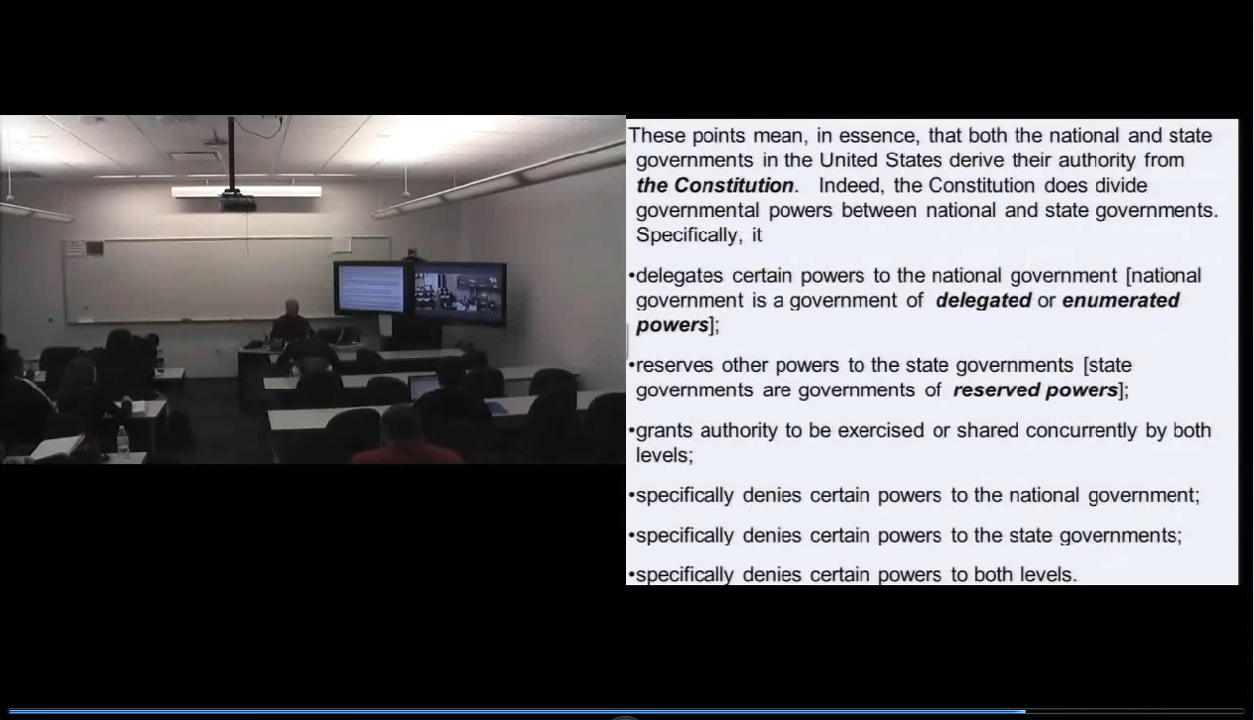 These points mean, in essence, that both the national and state
governments in the United States derive their authority from
the Constitution. Indeed, the Constitution does divide
governmental powers between national and state governments.
Specifically, it
•delegates certain powers to the national government [national
government is a government of delegated or enumerated
powers];
•reserves other powers to the state governments [state
governments are governments of reserved powers];
•grants authority to be exercised or shared concurrently by both
levels;
•specifically denies certain powers to the national government;
•specifically denies certain powers to the state governments;
•specifically denies certain powers to both levels.